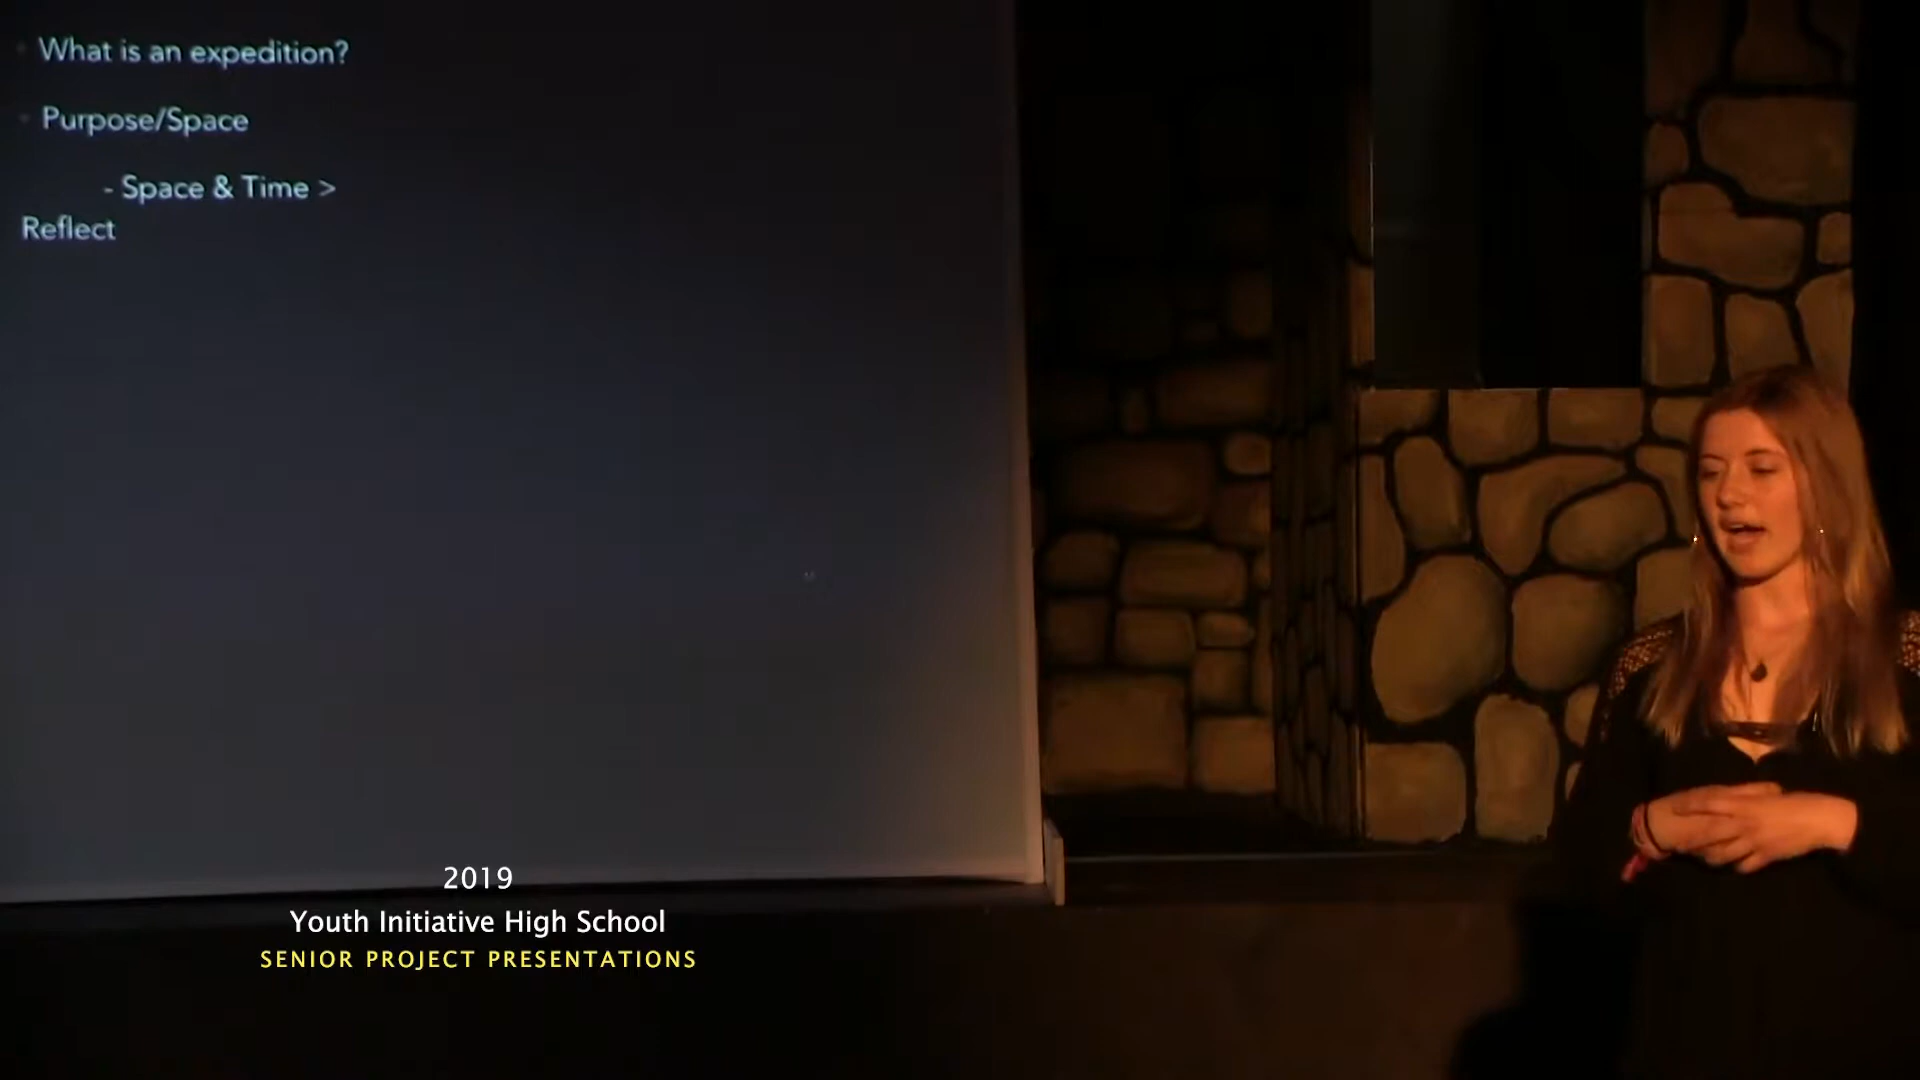 What is an expedition?
Purpose/Space
- Space & Time >
Reflect
2019
Youth Initiative High School
SENIOR PROJECT PRESENTATIONS